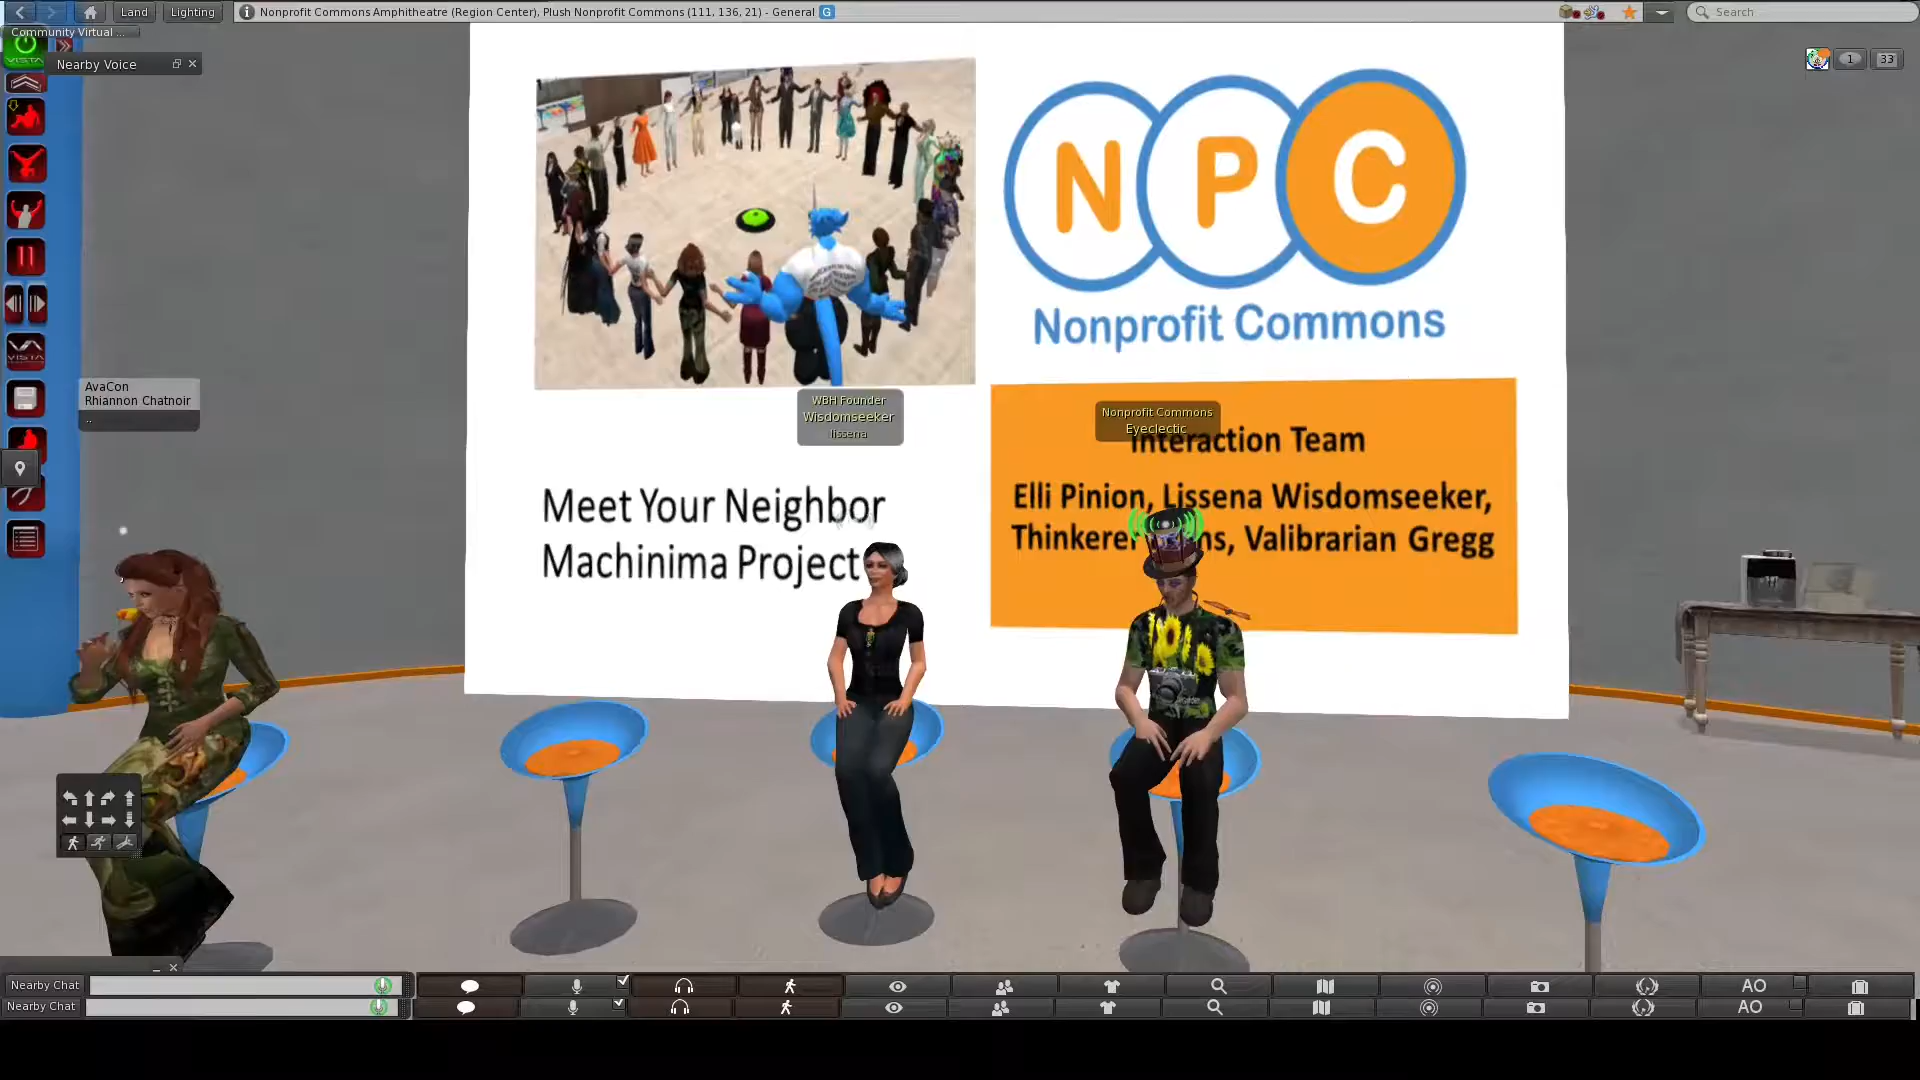 Land
Lighting
Nonprofit Commons Amphitheatre (Region Center), Plush Nonprofit Commons (111, 136, 21) - General
G
Search
Community Virtual ...
VISTA
Nearby Voice
1
33
N P C
Nonprofit Commons
VISTA
AvaCon
Rhiannon Chatnoir
..
WBH Founder
Wisdomseeker
lissena
Nonprofit Commons
Eyeclectic
Interaction Team
Elli Pinion, Lissena Wisdomseeker,
Valibrarian Gregg
Meet Your Neighbor
Machinima Project
Nearby Chat
AO
Nearby Chat
AO